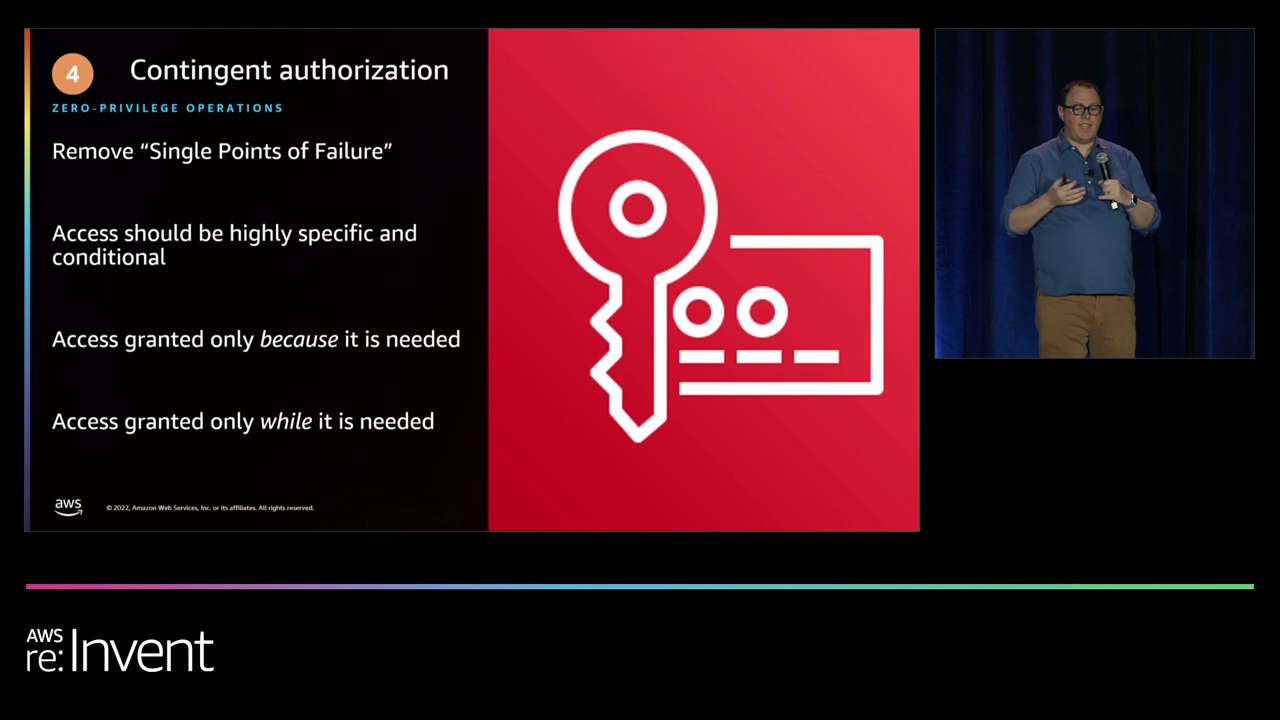 4
Contingent authorization
ZERO-PRIVILEGE OPERATIONS
Remove “Single Points of Failure”
Access should be highly specific and
conditional
Access granted only because it is needed
Access granted only while it is needed
aws
© 2022, Amazon Web Services, Inc. or its affiliates. All rights reserved.
AWS
re:Invent